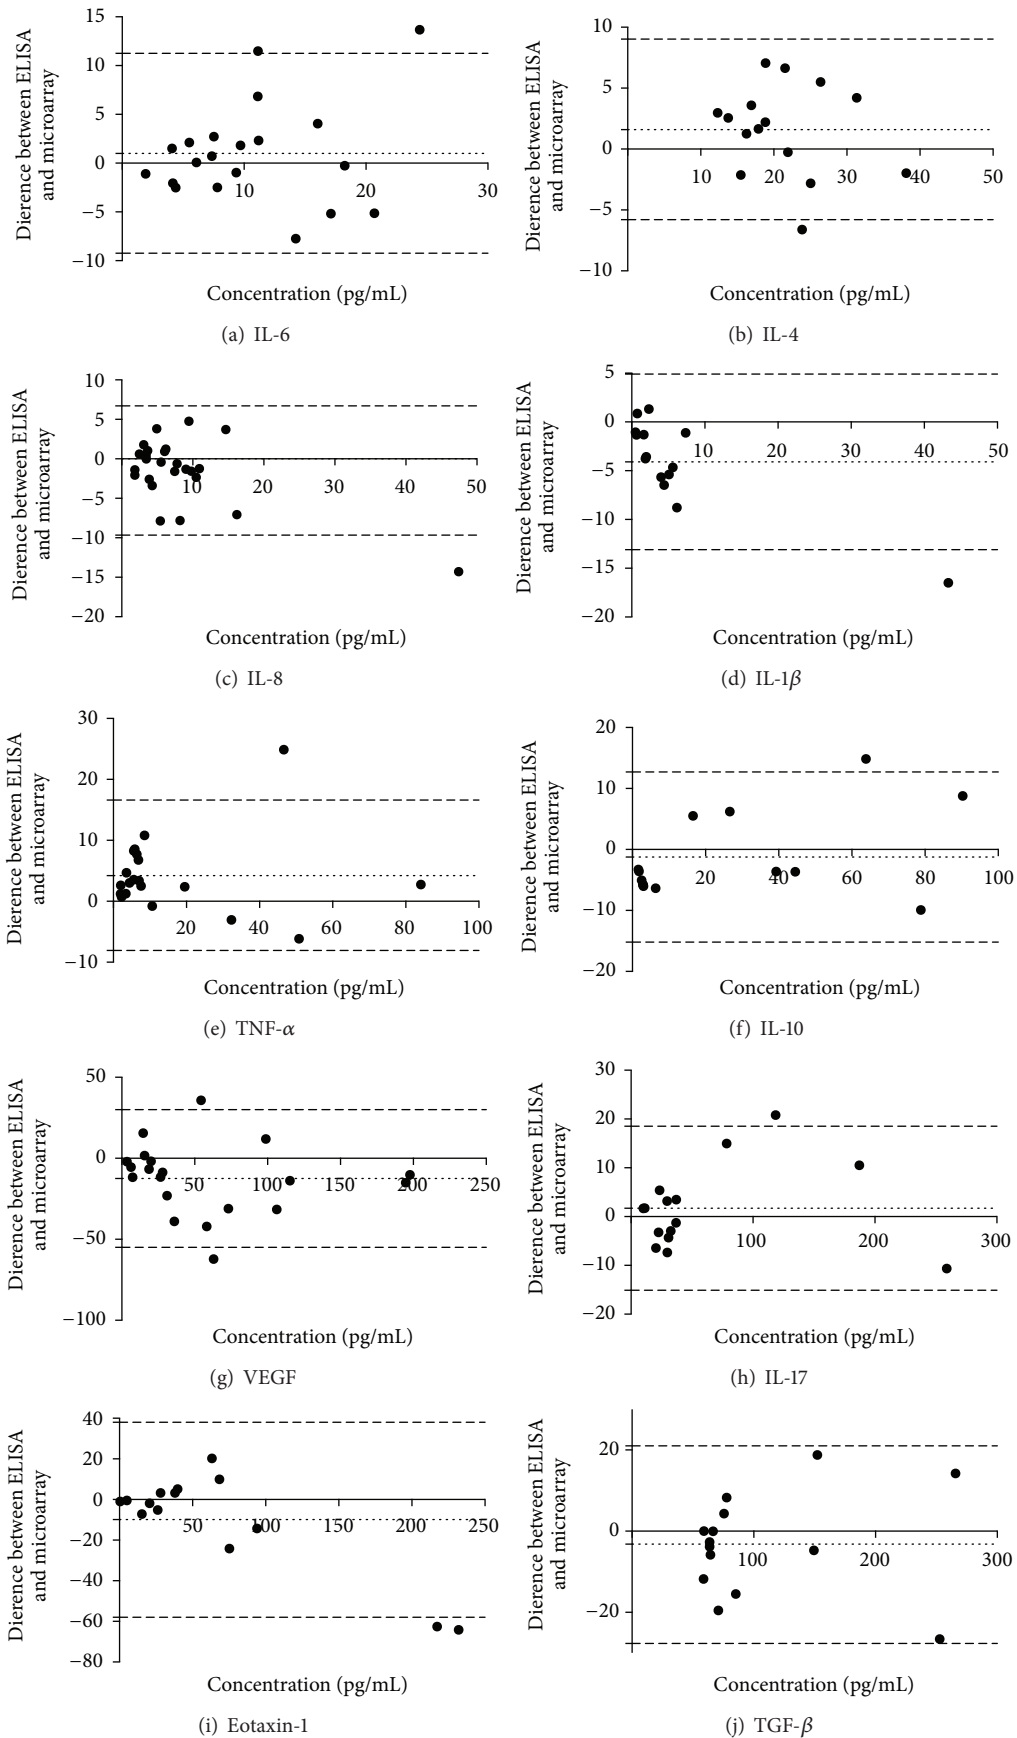 15
10
5
0
−5
−10
10
20
30
Dierence between ELISA
and microarray
Concentration (pg/mL)
(a) IL-6
10
5
0
−5
−10
10
20
30
40
50
Dierence between ELISA
and microarray
Concentration (pg/mL)
(b) IL-4
10
5
0
−5
−10
−15
−20
10
20
30
40
50
Dierence between ELISA
and microarray
Concentration (pg/mL)
(c) IL-8
5
0
−5
−10
−15
−20
10
20
30
40
50
Dierence between ELISA
and microarray
Concentration (pg/mL)
(d) IL-1β
30
20
10
0
−10
20
40
60
80
100
Dierence between ELISA
and microarray
Concentration (pg/mL)
(e) TNF-α
20
10
0
−10
−20
20
40
60
80
100
Dierence between ELISA
and microarray
Concentration (pg/mL)
(f) IL-10
50
0
−50
−100
50
100
150
200
250
Dierence between ELISA
and microarray
Concentration (pg/mL)
(g) VEGF
30
20
10
0
−10
−20
100
200
300
Dierence between ELISA
and microarray
Concentration (pg/mL)
(h) IL-17
40
20
0
−20
−40
−60
−80
50
100
150
200
250
Dierence between ELISA
and microarray
Concentration (pg/mL)
(i) Eotaxin-1
20
0
−20
100
200
300
Dierence between ELISA
and microarray
Concentration (pg/mL)
(j) TGF-β